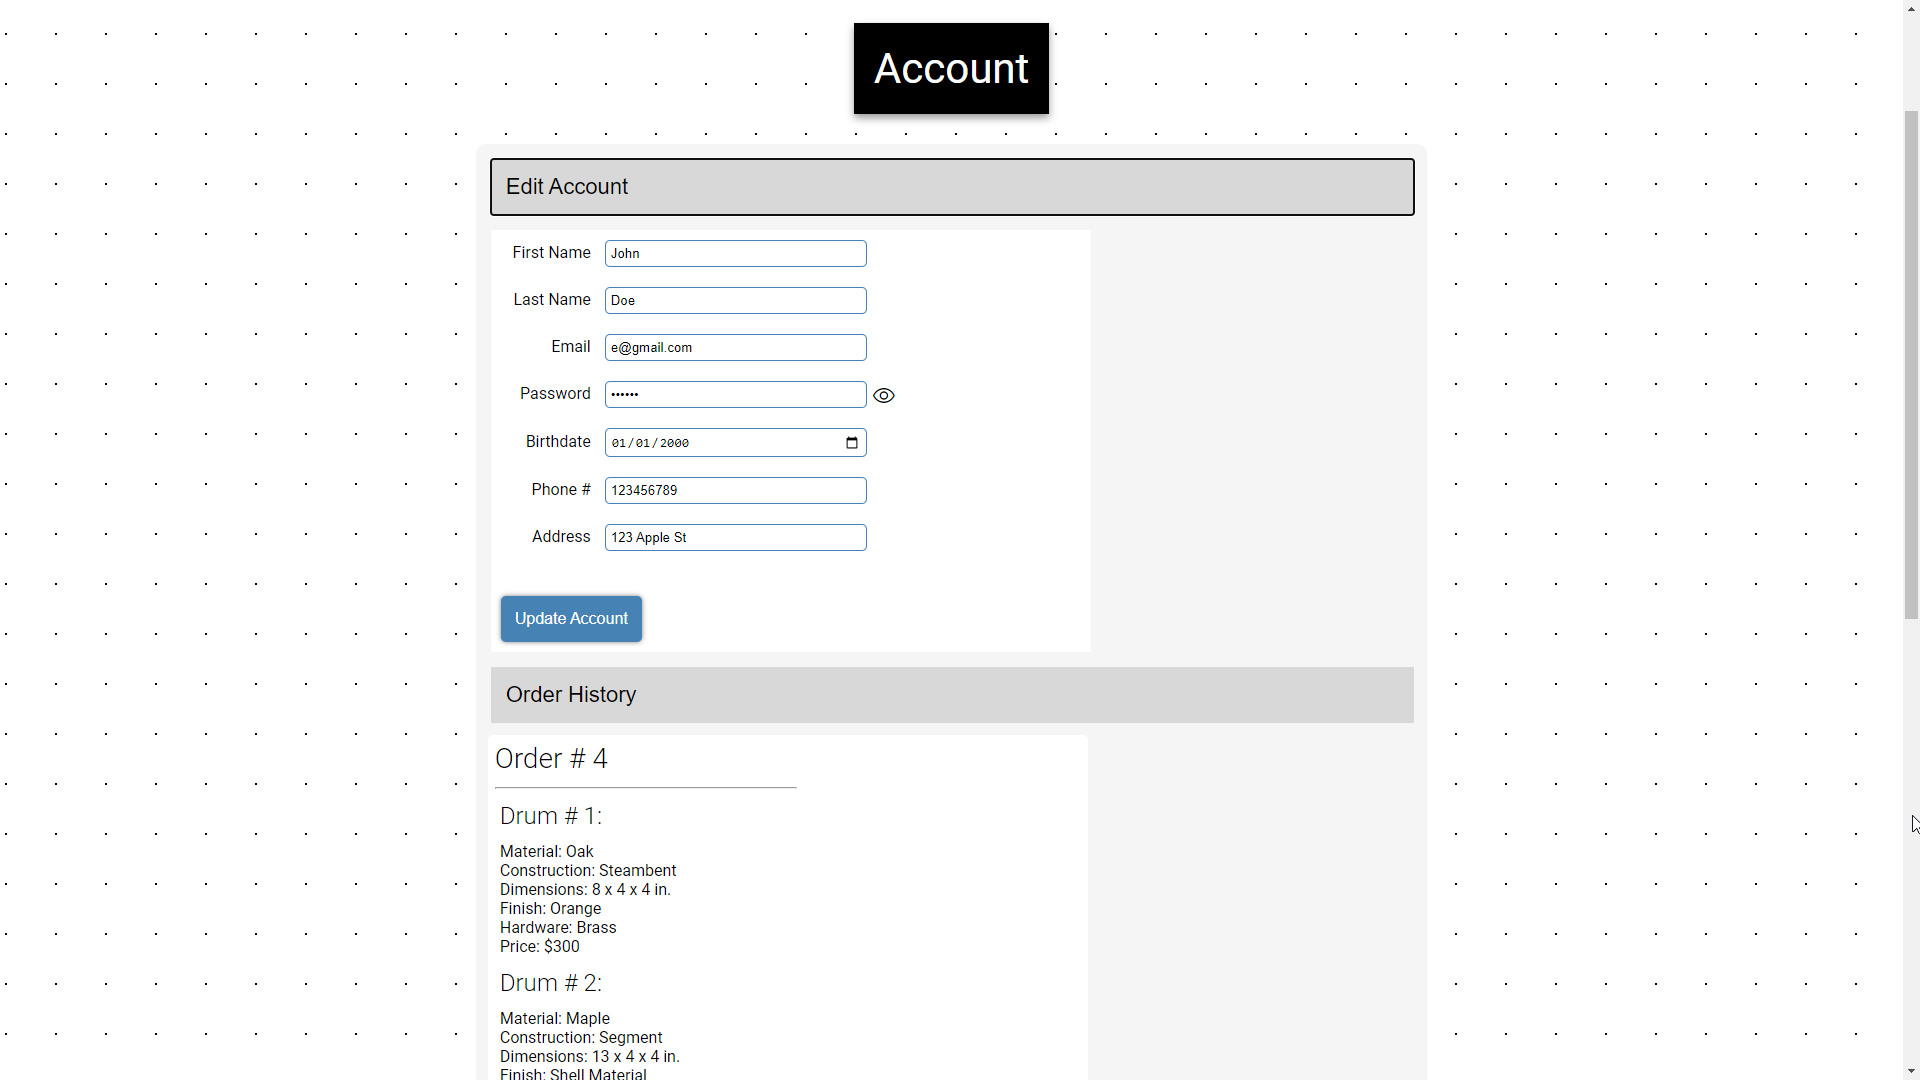 Account
Edit Account
First Name John
Last Name Doe
Email e@gmail.com
Password ••••••
Birthdate 01/01/2000
Phone # 123456789
Address 123 Apple St
Update Account
Order History
Order # 4
Drum # 1:
Material: Oak
Construction: Steambent
Dimensions: 8 x 4 x 4 in.
Finish: Orange
Hardware: Brass
Price: $300
Drum # 2:
Material: Maple
Construction: Segment
Dimensions: 13 x 4 x 4 in.
Finish: Shell Material